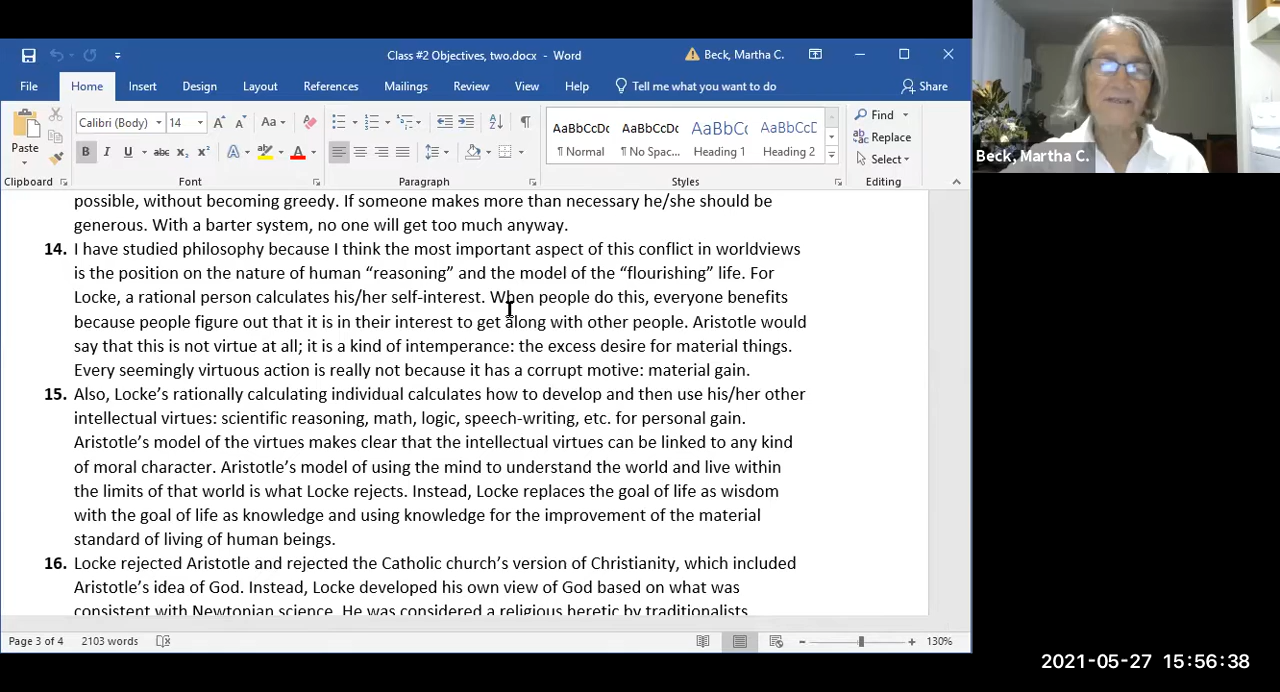 Class #2 Objectives, two.docx - Word
Beck, Martha C.
File Home Insert Design Layout References Mailings Review View Help Tell me what you want to do Share
Paste
Calibri (Body) 14
Aa
B I U abc x₂ x² A A
AaBbCcDc AaBbCcDc AaBbCc AaBbCcD
¶ Normal ¶ No Spac... Heading 1 Heading 2
Find
Replace
Select
Clipboard Font Paragraph Styles Editing
Beck, Martha C.
possible, without becoming greedy. If someone makes more than necessary he/she should be
generous. With a barter system, no one will get too much anyway.
14. I have studied philosophy because I think the most important aspect of this conflict in worldviews
is the position on the nature of human “reasoning” and the model of the “flourishing” life. For
Locke, a rational person calculates his/her self-interest. When people do this, everyone benefits
because people figure out that it is in their interest to get along with other people. Aristotle would
say that this is not virtue at all; it is a kind of intemperance: the excess desire for material things.
Every seemingly virtuous action is really not because it has a corrupt motive: material gain.
15. Also, Locke’s rationally calculating individual calculates how to develop and then use his/her other
intellectual virtues: scientific reasoning, math, logic, speech-writing, etc. for personal gain.
Aristotle’s model of the virtues makes clear that the intellectual virtues can be linked to any kind
of moral character. Aristotle’s model of using the mind to understand the world and live within
the limits of that world is what Locke rejects. Instead, Locke replaces the goal of life as wisdom
with the goal of life as knowledge and using knowledge for the improvement of the material
standard of living of human beings.
16. Locke rejected Aristotle and rejected the Catholic church’s version of Christianity, which included
Aristotle’s idea of God. Instead, Locke developed his own view of God based on what was
consistent with Newtonian science. He was considered a religious heretic by traditionalists
Page 3 of 4 2103 words 130%
2021-05-27 15:56:38